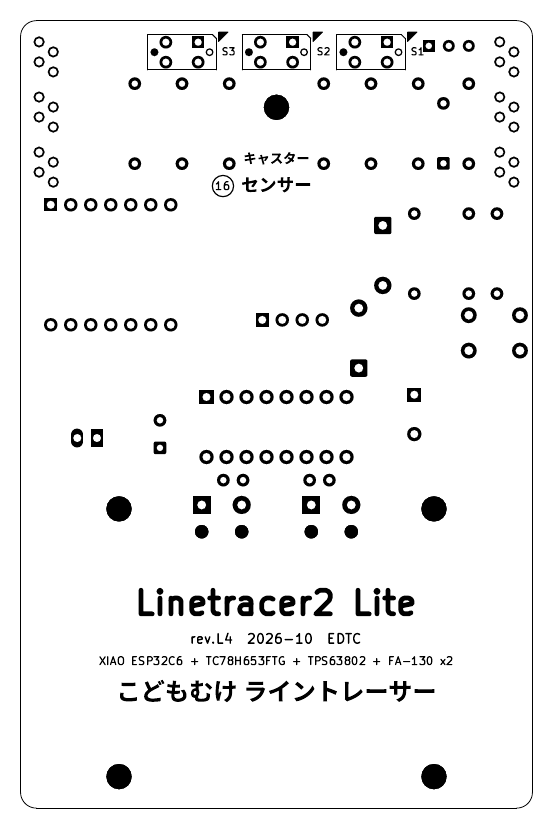 S3 S2 S1
キャスター
16 センサー
Linetracer2 Lite
rev.L4 2026-10 EDTC
XIAO ESP32C6 + TC78H653FTG + TPS63802 + FA-130 x2
こどもむけ ライントレーサー